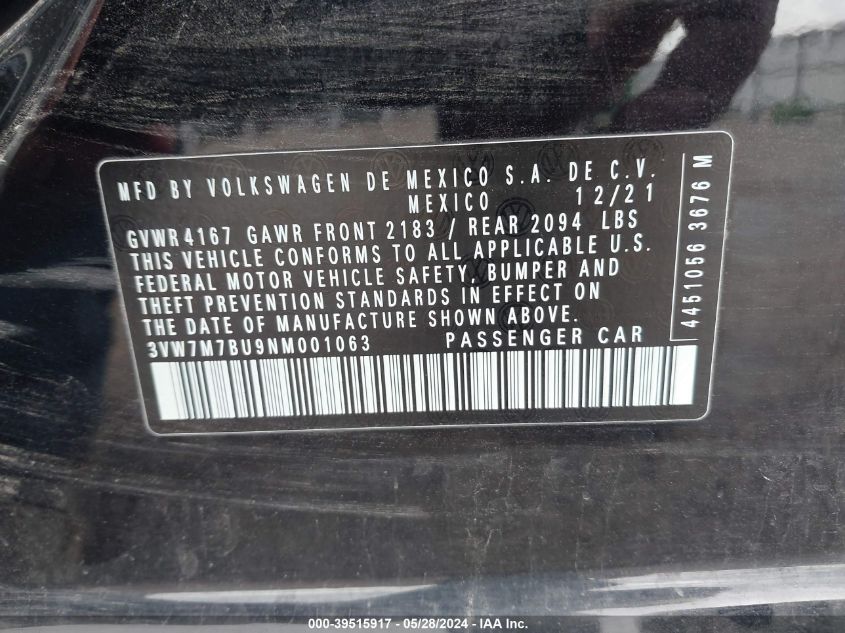 MFD BY VOLKSWAGEN DE MEXICO S.A. DE C.V.
MEXICO 12/21
GVWR 4167 GAWR FRONT 2183 / REAR 2094 LBS
THIS VEHICLE CONFORMS TO ALL APPLICABLE U.S.
FEDERAL MOTOR VEHICLE SAFETY, BUMPER AND
THEFT PREVENTION STANDARDS IN EFFECT ON
THE DATE OF MANUFACTURE SHOWN ABOVE.
3VW7M7BU9NM001063 PASSENGER CAR
4451056 3676 M
000-39515917 - 05/28/2024 - IAA Inc.